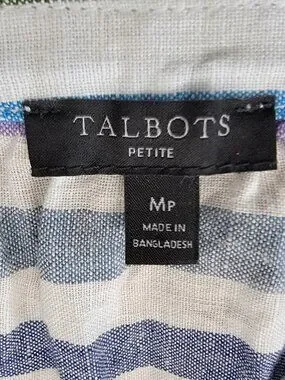 TALBOTS
PETITE
MP
MADE IN
BANGLADESH